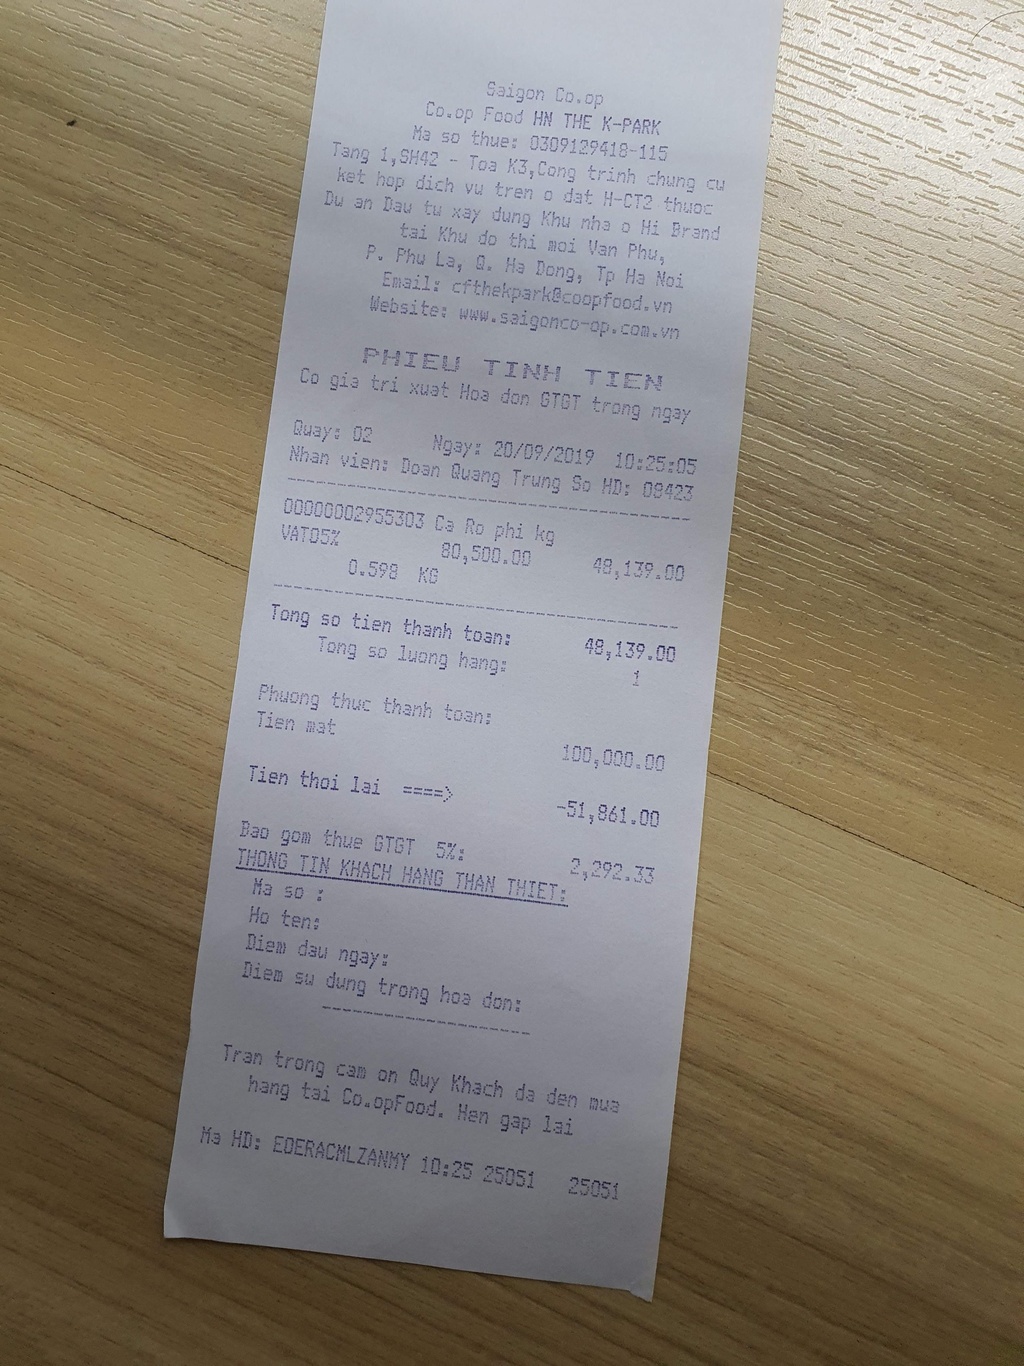 Saigon Co.op
Co.op Food HN THE K-PARK
Ma so thue: 0309129418-115
Tang 1,SH42 - Toa K3,Cong trinh chung cu
ket hop dich vu tren o dat H-CT2 thuoc
Du an Dau tu xay dung Khu nha o Hi Brand
tai Khu do thi moi Van Phu,
P. Phu La, Q. Ha Dong, Tp Ha Noi
Email: cfthekpark@coopfood.vn
Website: www.saigonco-op.com.vn
PHIEU TINH TIEN
Co gia tri xuat Hoa don GTGT trong ngay
Quay: 02 Ngay: 20/09/2019 10:25:05
Nhan vien: Doan Quang Trung So HD: 08423
00000002955303 Ca Ro phi kg
VAT05% 80,500.00 48,139.00
0.598 KG
Tong so tien thanh toan: 48,139.00
Tong so luong hang: 1
Phuong thuc thanh toan:
Tien mat 100,000.00
Tien thoi lai ====> -51,861.00
Bao gom thue GTGT 5%: 2,292.33
THONG TIN KHACH HANG THAN THIET:
Ma so :
Ho ten:
Diem dau ngay:
Diem su dung trong hoa don:
Tran trong cam on Quy Khach da den mua
hang tai Co.opFood. Hen gap lai
Ma HD: EOERACMLZANMY 10:25 25051 25051